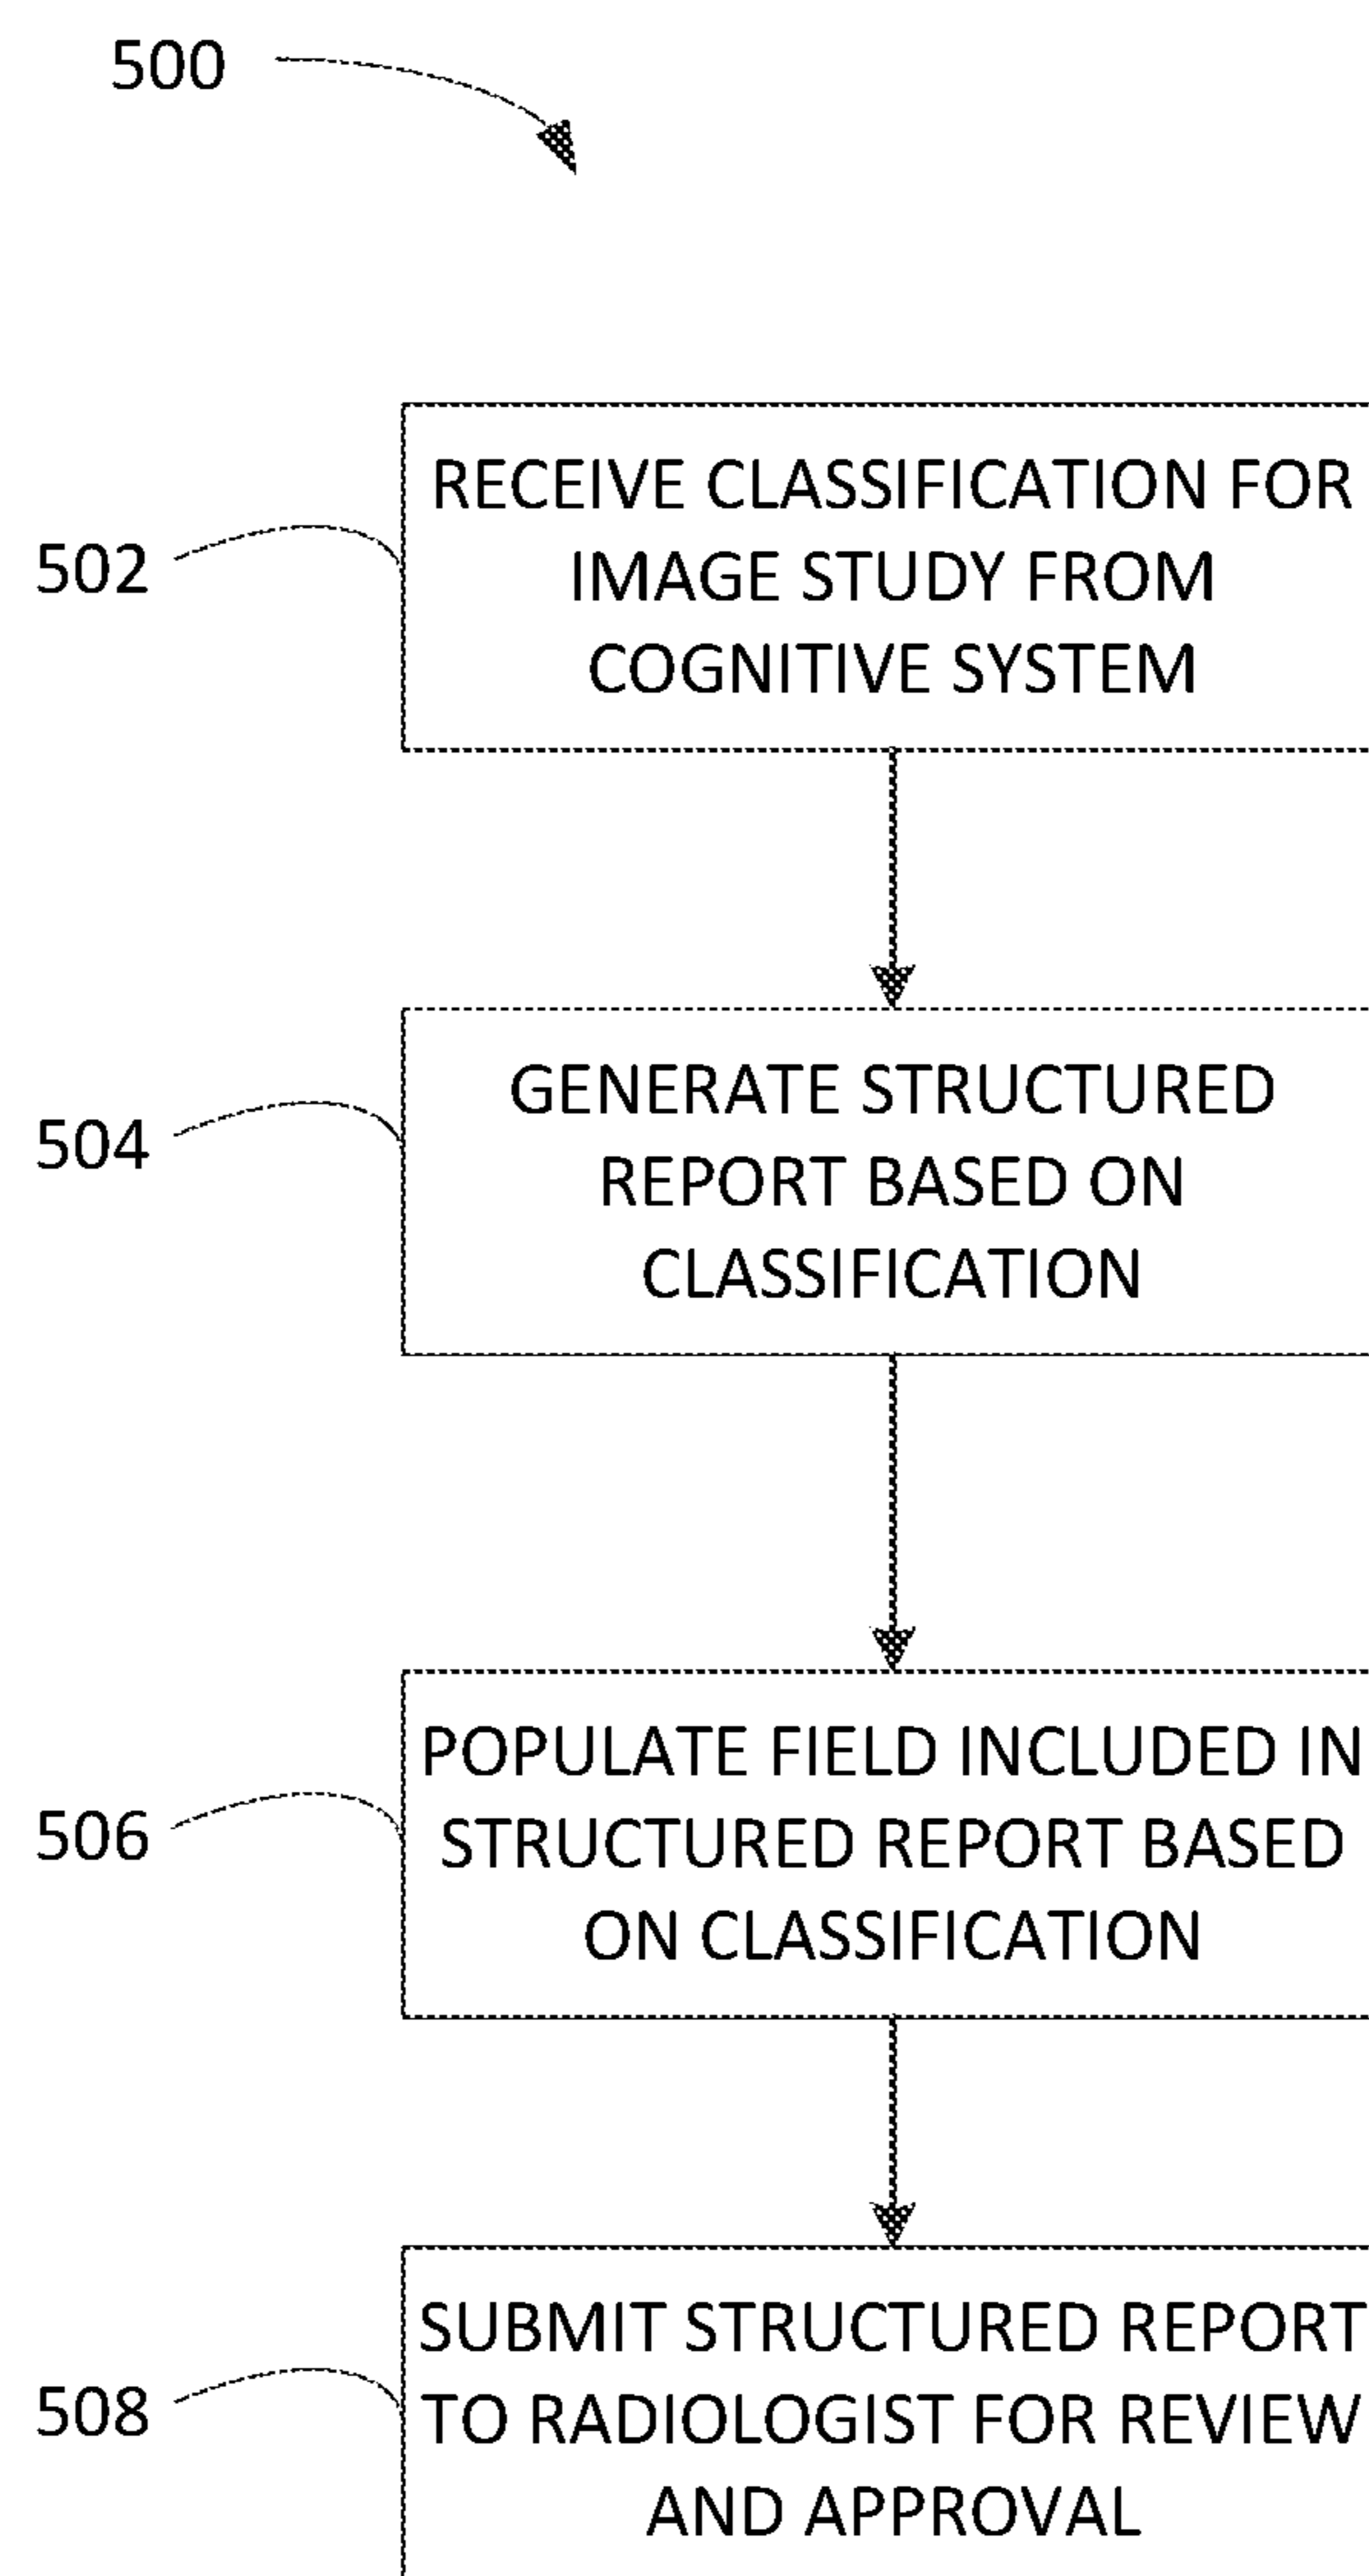 500
502
RECEIVE CLASSIFICATION FOR
IMAGE STUDY FROM
COGNITIVE SYSTEM
504
GENERATE STRUCTURED
REPORT BASED ON
CLASSIFICATION
506
POPULATE FIELD INCLUDED IN
STRUCTURED REPORT BASED
ON CLASSIFICATION
508
SUBMIT STRUCTURED REPORT
TO RADIOLOGIST FOR REVIEW
AND APPROVAL